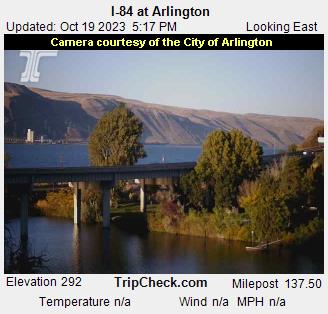 I-84 at Arlington
Updated: Oct 19 2023 5:17 PM Looking East
Camera courtesy of the City of Arlington
Elevation 292 TripCheck.com Milepost 137.50
Temperature n/a Wind n/a MPH n/a